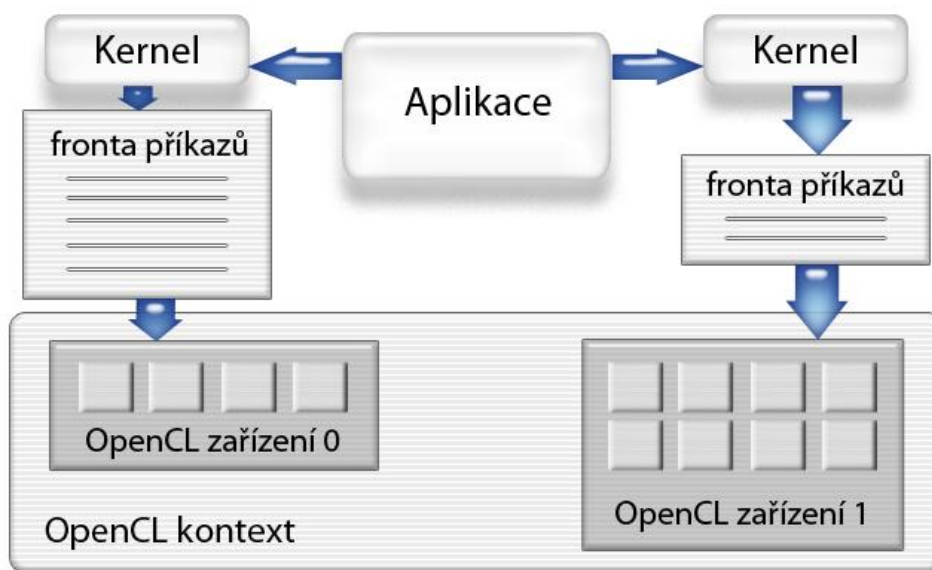 Kernel
Aplikace
Kernel
fronta příkazů
fronta příkazů
OpenCL zařízení 0
OpenCL zařízení 1
OpenCL kontext